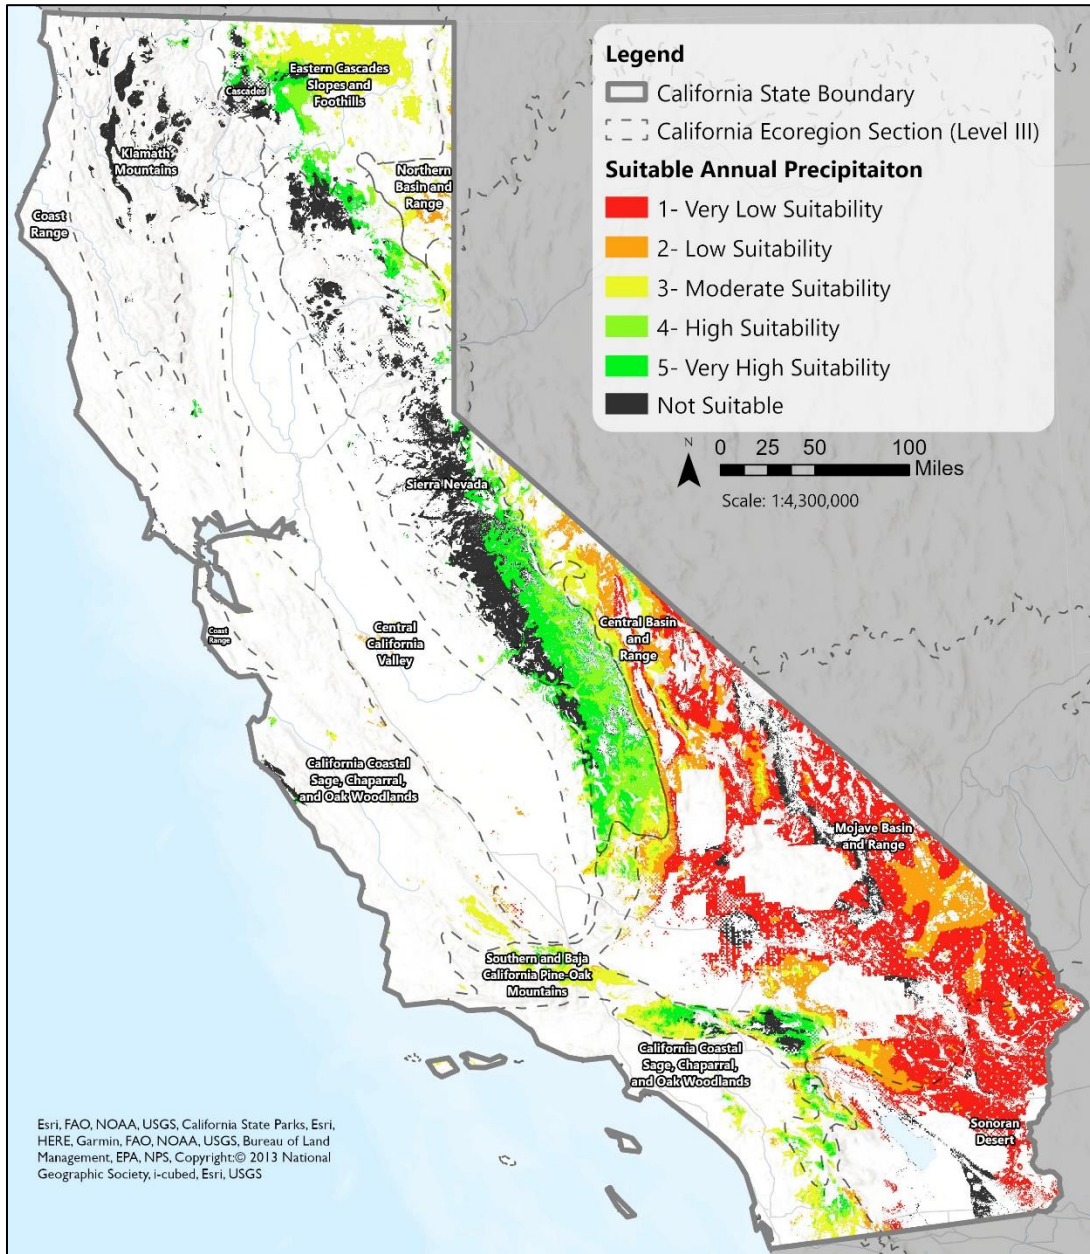 Legend
California State Boundary
California Ecoregion Section (Level III)
Suitable Annual Precipitaiton
1- Very Low Suitability
2- Low Suitability
3- Moderate Suitability
4- High Suitability
5- Very High Suitability
Not Suitable
N
0 25 50 100
Miles
Scale: 1:4,300,000
Cascades
Eastern Cascades
Slopes and
Foothills
Klamath
Mountains
Northern
Basin and
Range
Coast
Range
Sierra Nevada
Coast
Range
Central
California
Valley
Central Basin
and
Range
California Coastal
Sage, Chaparral,
and Oak Woodlands
Mojave Basin
and Range
Southern and Baja
California Pine-Oak
Mountains
California Coastal
Sage, Chaparral,
and Oak Woodlands
Sonoran
Desert
Esri, FAO, NOAA, USGS, California State Parks, Esri,
HERE, Garmin, FAO, NOAA, USGS, Bureau of Land
Management, EPA, NPS, Copyright:© 2013 National
Geographic Society, i-cubed, Esri, USGS